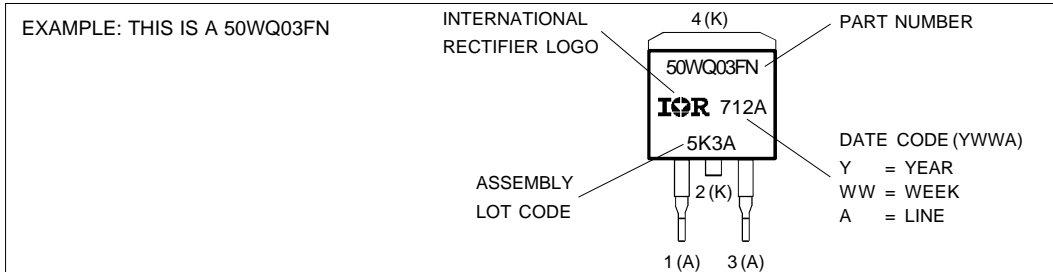 EXAMPLE: THIS IS A 50WQ03FN
INTERNATIONAL
RECTIFIER LOGO
4 (K)
PART NUMBER
50WQ03FN
IOR 712A
5K3A
ASSEMBLY
LOT CODE
2 (K)
DATE CODE (YWWA)
Y = YEAR
WW = WEEK
A = LINE
1 (A) 3 (A)